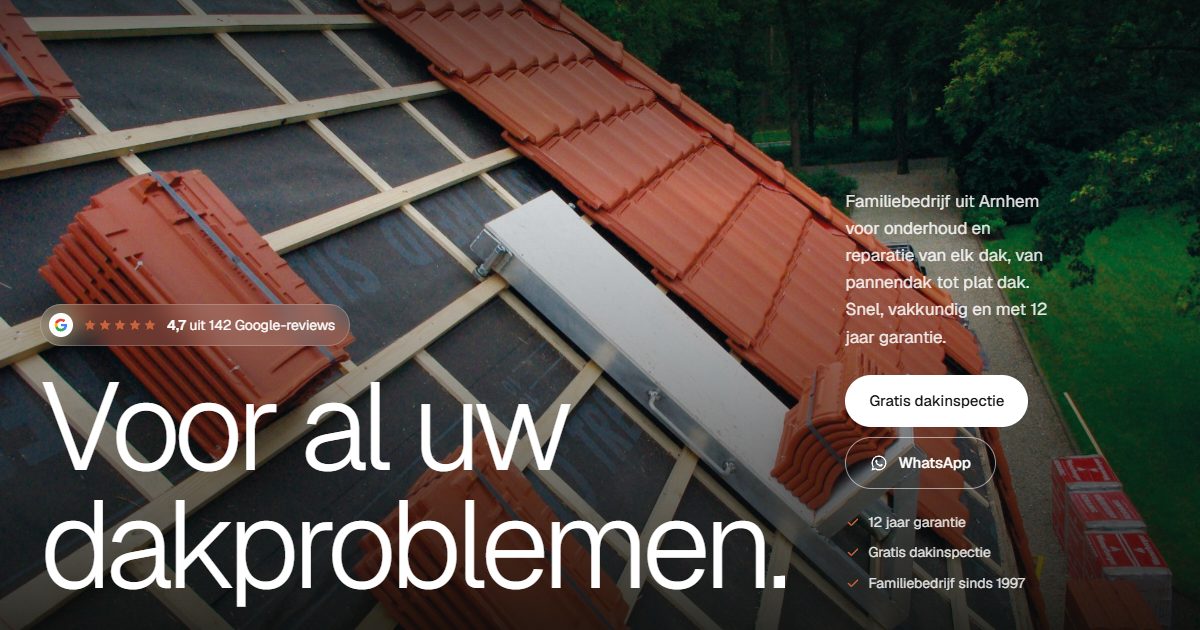 Familiebedrijf uit Arnhem
voor onderhoud en
reparatie van elk dak, van
pannendak tot plat dak.
Snel, vakkundig en met 12
jaar garantie.
4,7 uit 142 Google-reviews
Voor al uw
dakproblemen.
Gratis dakinspectie
WhatsApp
12 jaar garantie
Gratis dakinspectie
Familiebedrijf sinds 1997